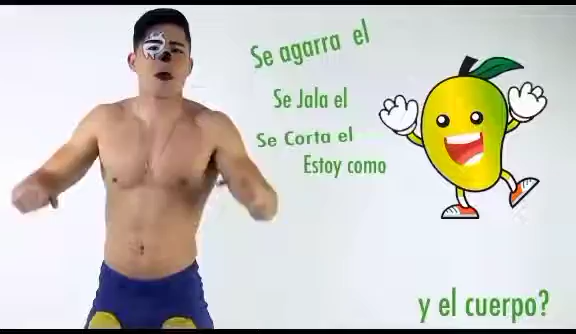 Se agarra el
Se Jala el
Se Corta el
Estoy como
y el cuerpo?